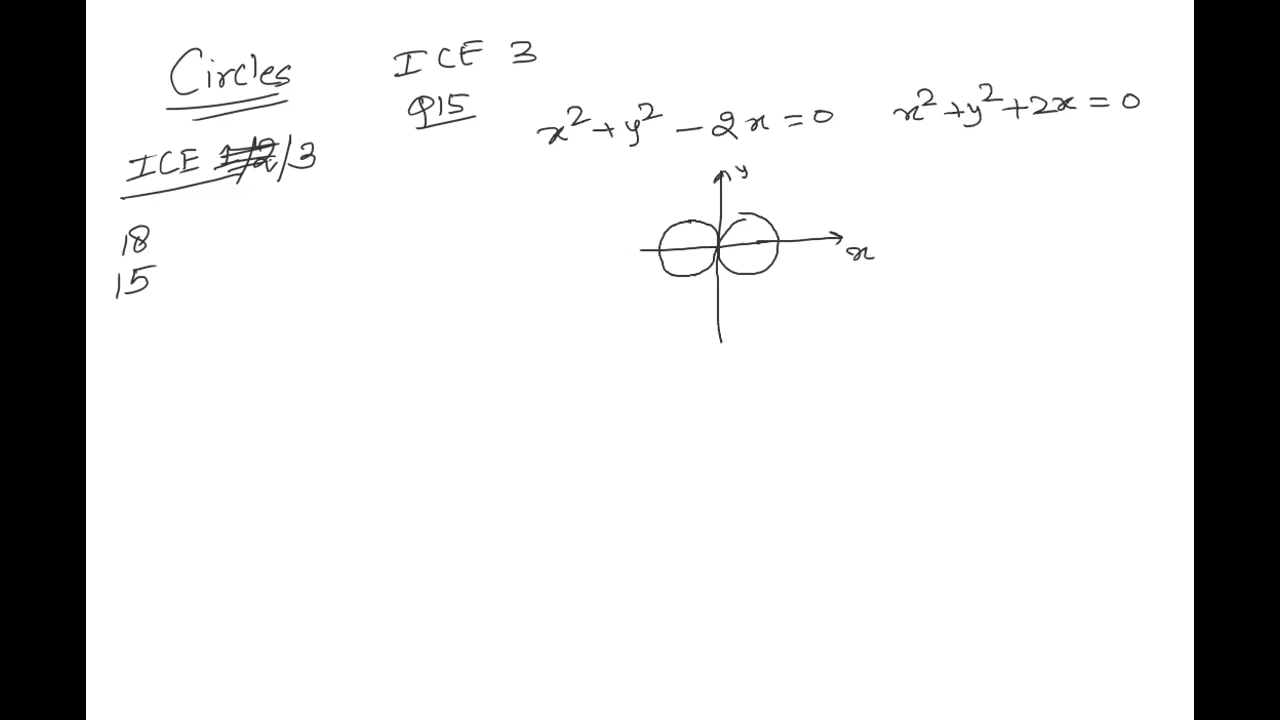 Circles
ICE /3
18
15
ICE 3
Q15
x² + y² - 2x = 0
x² + y² + 2x = 0
y
x